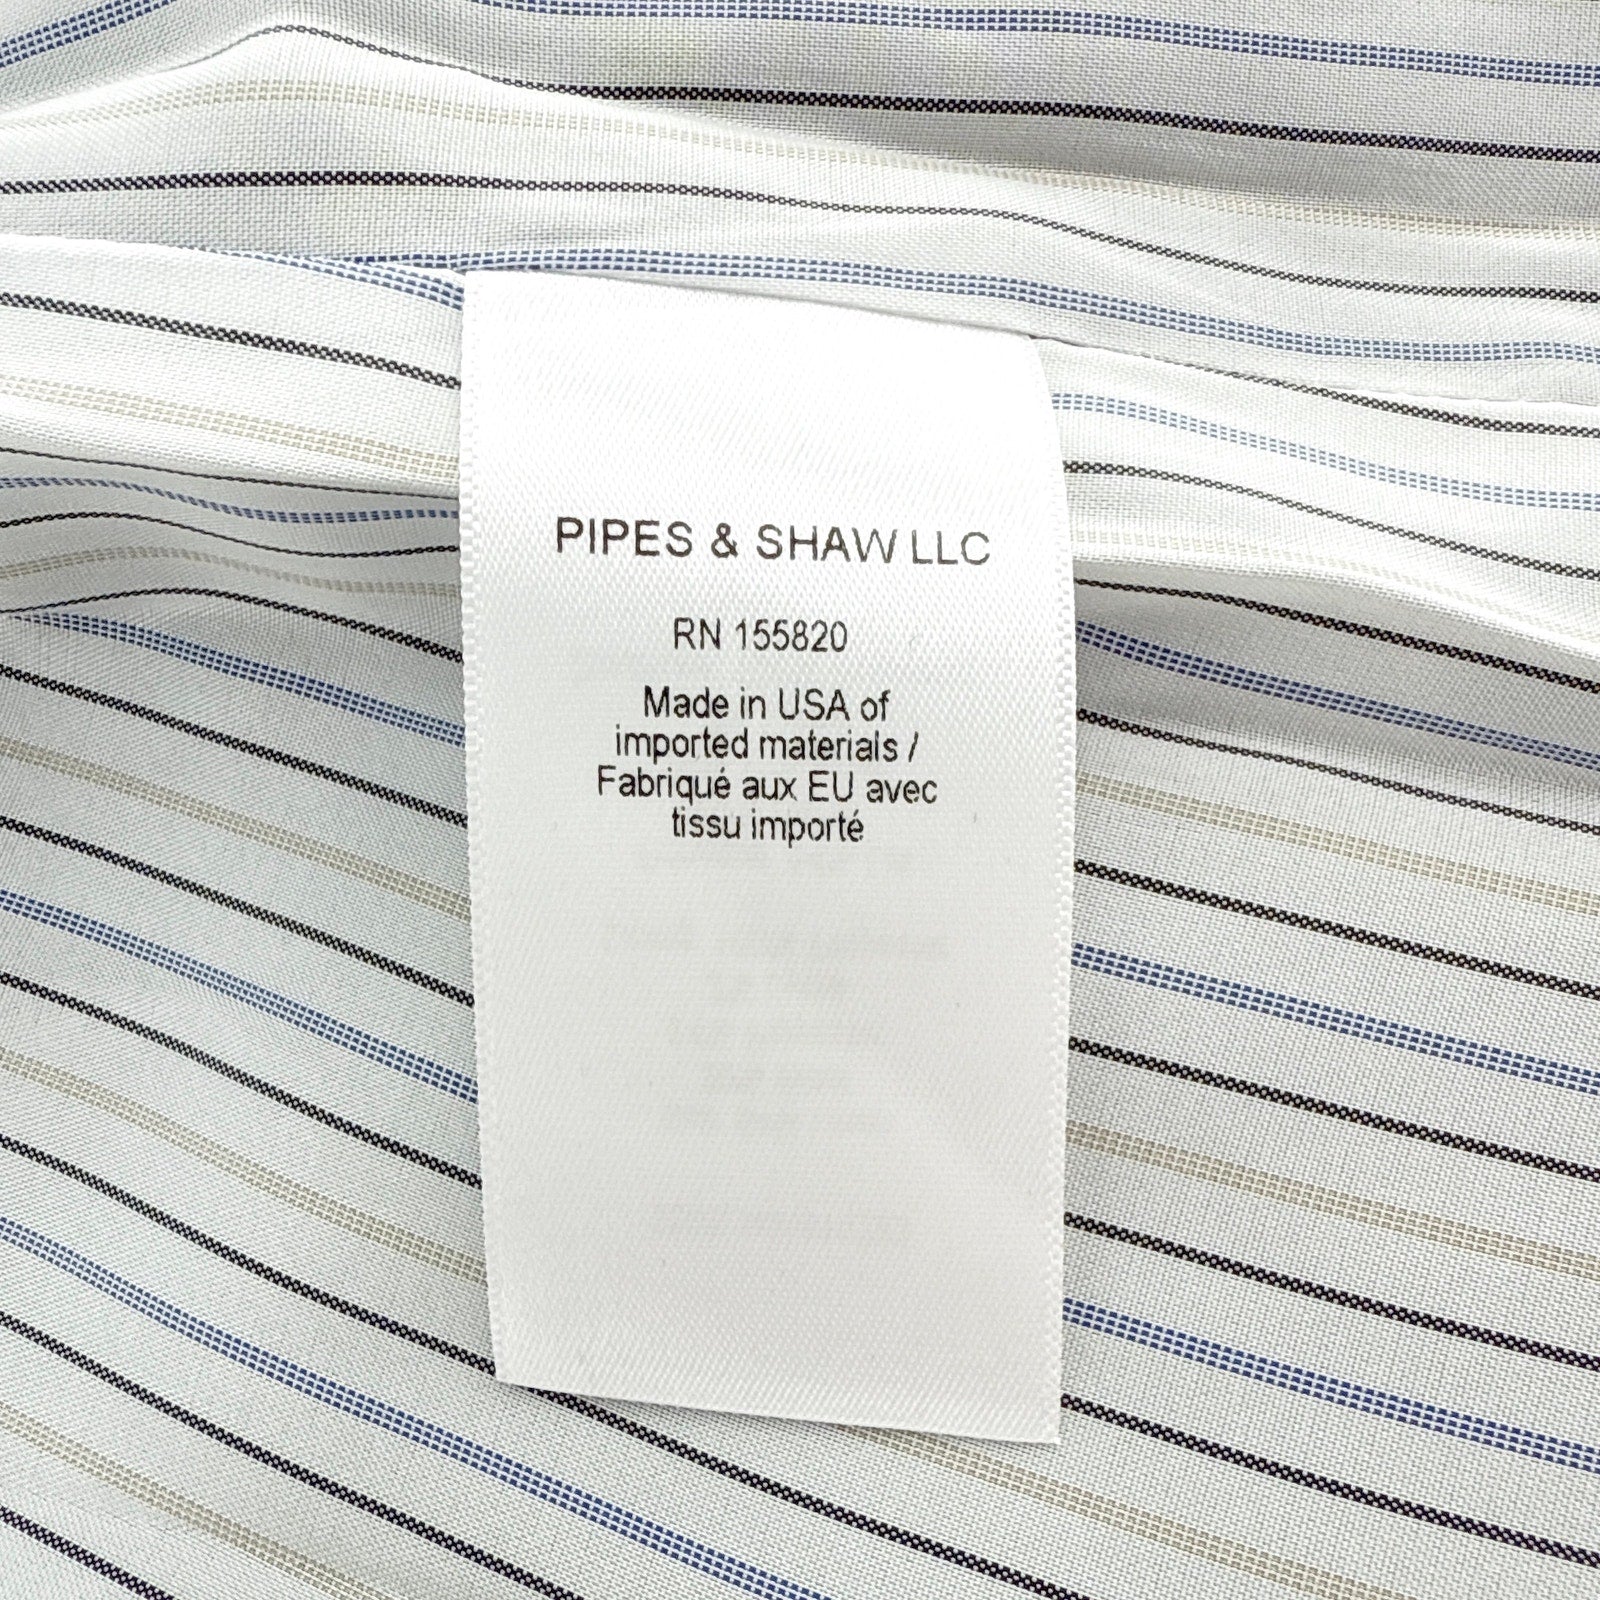 PIPES & SHAW LLC
RN 155820
Made in USA of
imported materials /
Fabriqué aux EU avec
tissu importé